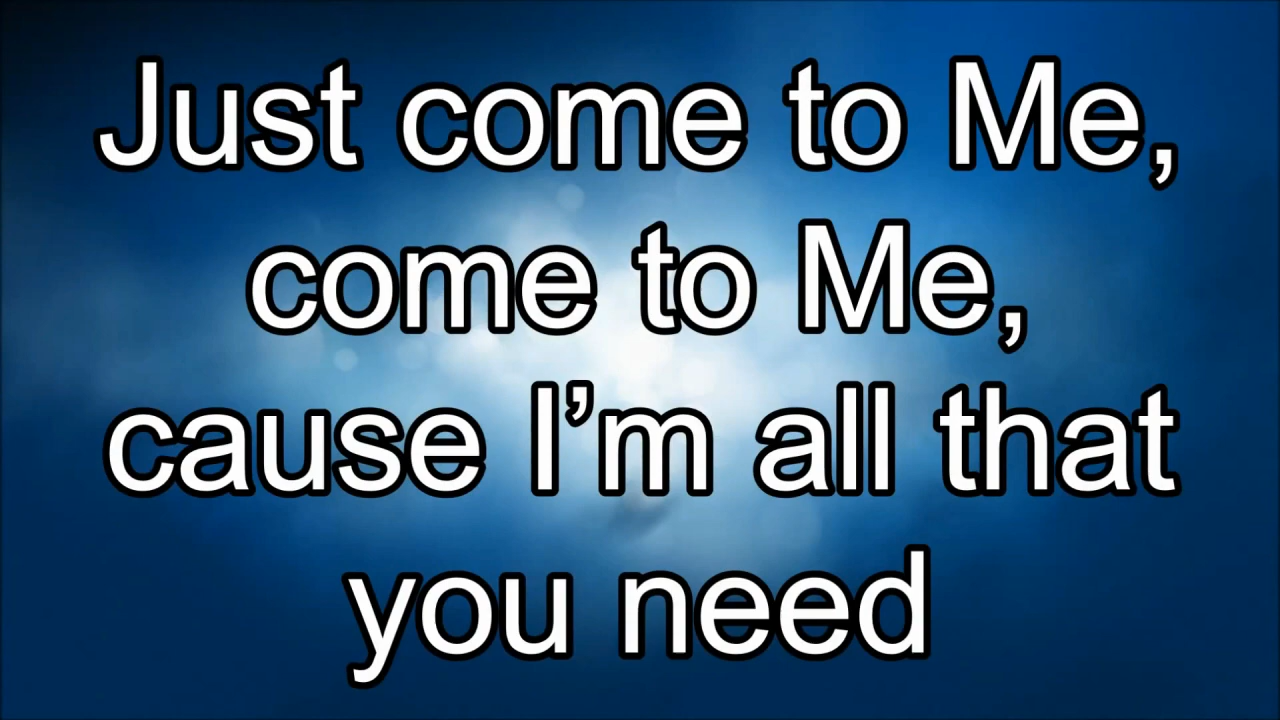 Just come to Me,
come to Me,
cause I’m all that
you need